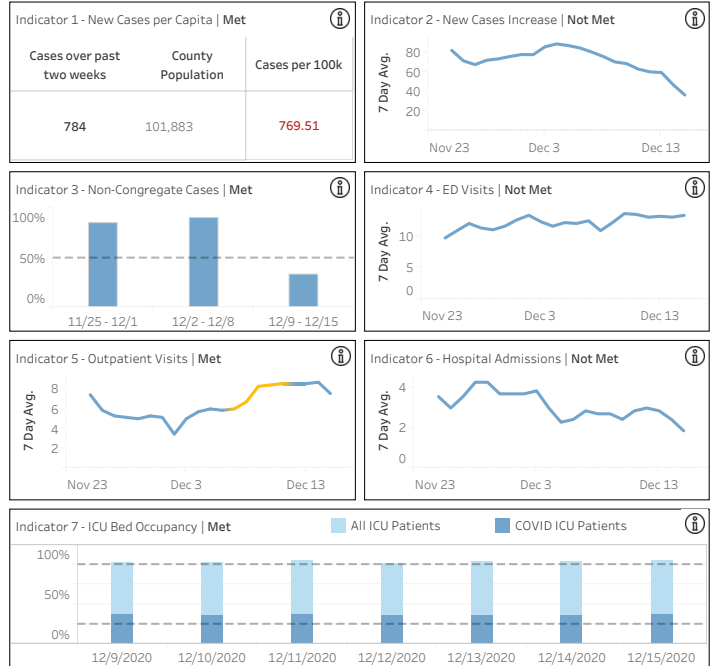 Indicator 1 - New Cases per Capita | Met
Cases over past two weeks
County Population
Cases per 100k
784
101,883
769.51
Indicator 2 - New Cases Increase | Not Met
7 Day Avg.
80
60
40
20
Nov 23
Dec 3
Dec 13
Indicator 3 - Non-Congregate Cases | Met
100%
50%
0%
11/25 - 12/1
12/2 - 12/8
12/9 - 12/15
Indicator 4 - ED Visits | Not Met
7 Day Avg.
10
5
0
Nov 23
Dec 3
Dec 13
Indicator 5 - Outpatient Visits | Met
7 Day Avg.
8
6
4
2
Nov 23
Dec 3
Dec 13
Indicator 6 - Hospital Admissions | Not Met
7 Day Avg.
4
2
0
Nov 23
Dec 3
Dec 13
Indicator 7 - ICU Bed Occupancy | Met
All ICU Patients
COVID ICU Patients
100%
50%
0%
12/9/2020
12/10/2020
12/11/2020
12/12/2020
12/13/2020
12/14/2020
12/15/2020